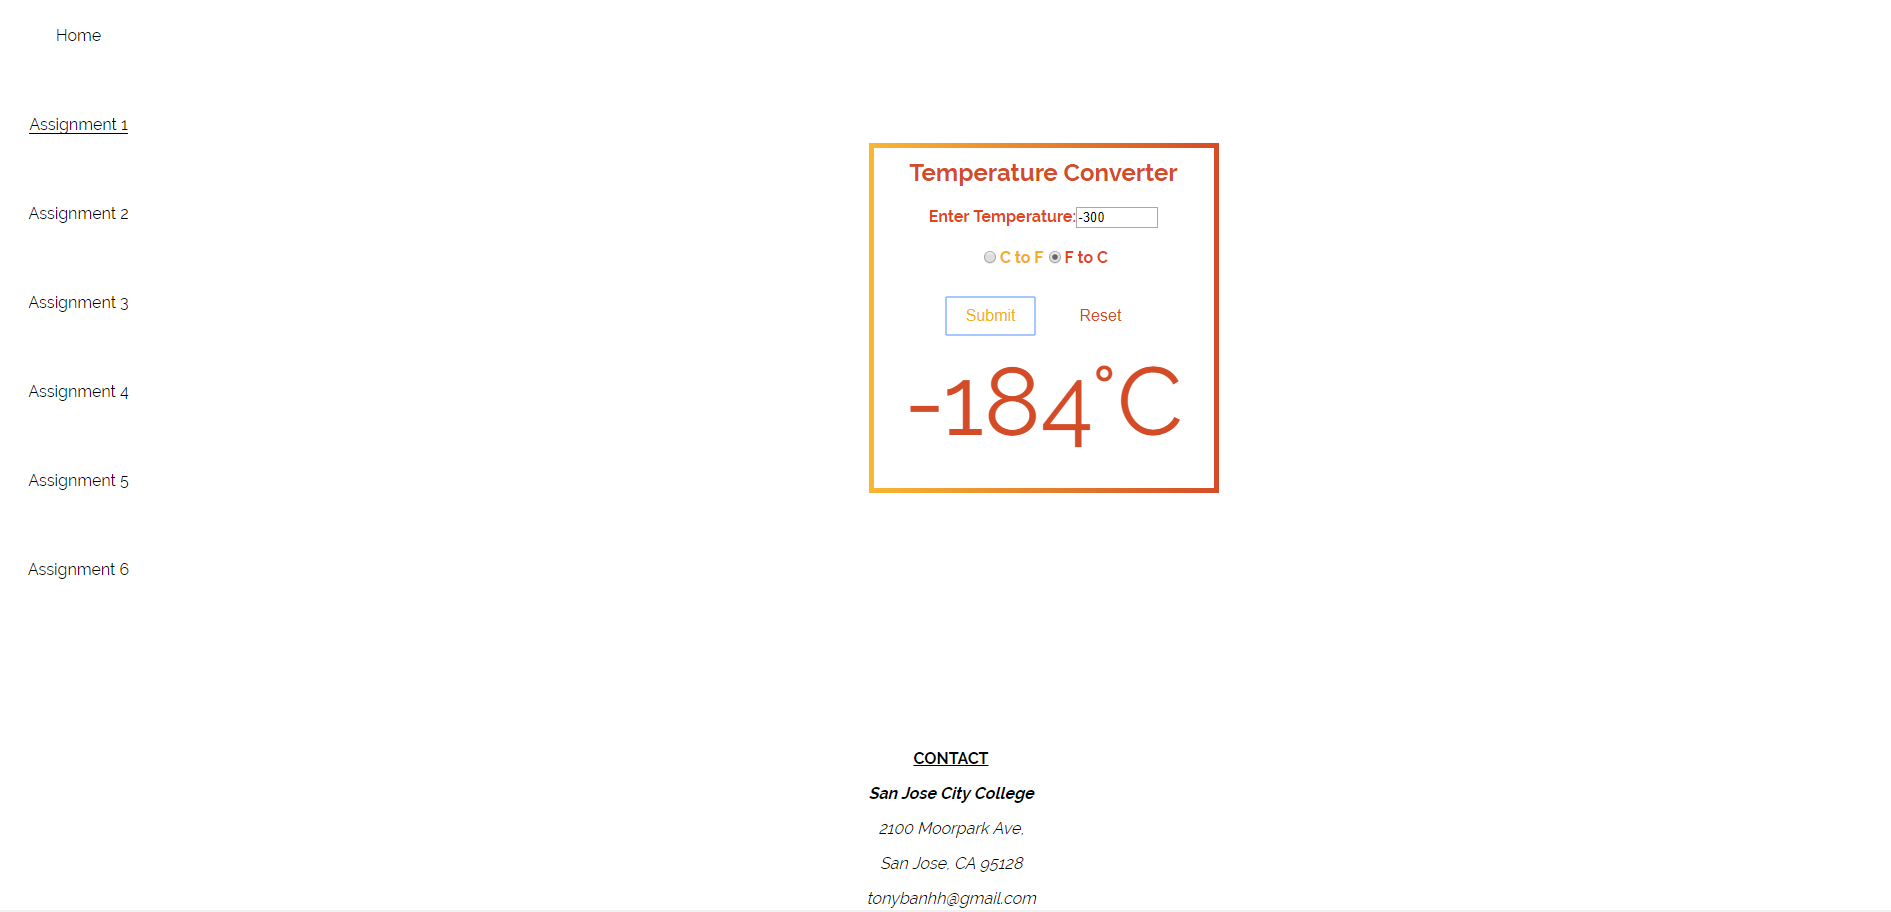 Home
Assignment 1
Assignment 2
Assignment 3
Assignment 4
Assignment 5
Assignment 6
Temperature Converter
Enter Temperature:-300
C to F F to C
Submit Reset
-184°C
CONTACT
San Jose City College
2100 Moorpark Ave,
San Jose, CA 95128
tonybanhh@gmail.com